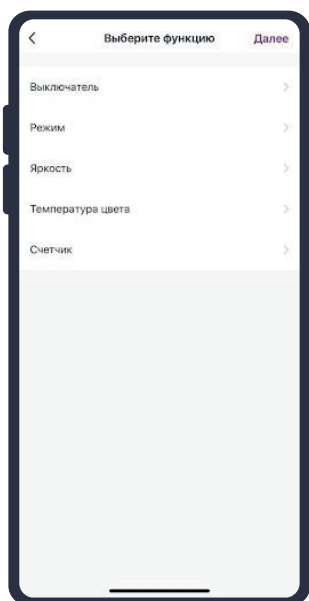 Выберите функцию Далее
Выключатель
Режим
Яркость
Температура цвета
Счетчик